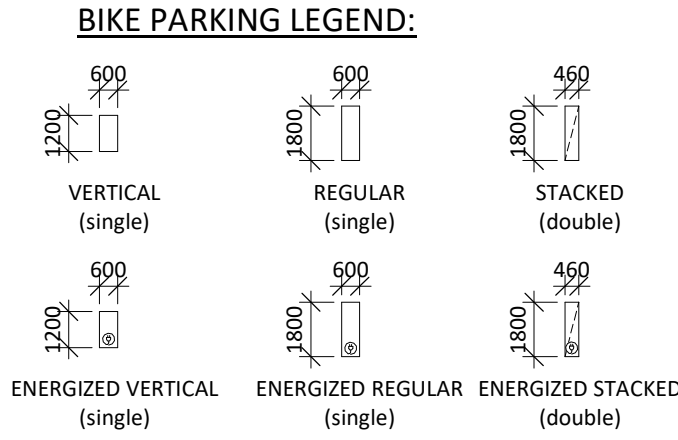 BIKE PARKING LEGEND:
600 600 460
1200 1800 1800
VERTICAL REGULAR STACKED
(single) (single) (double)
600 600 460
1200 1800 1800
ENERGIZED VERTICAL ENERGIZED REGULAR ENERGIZED STACKED
(single) (single) (double)